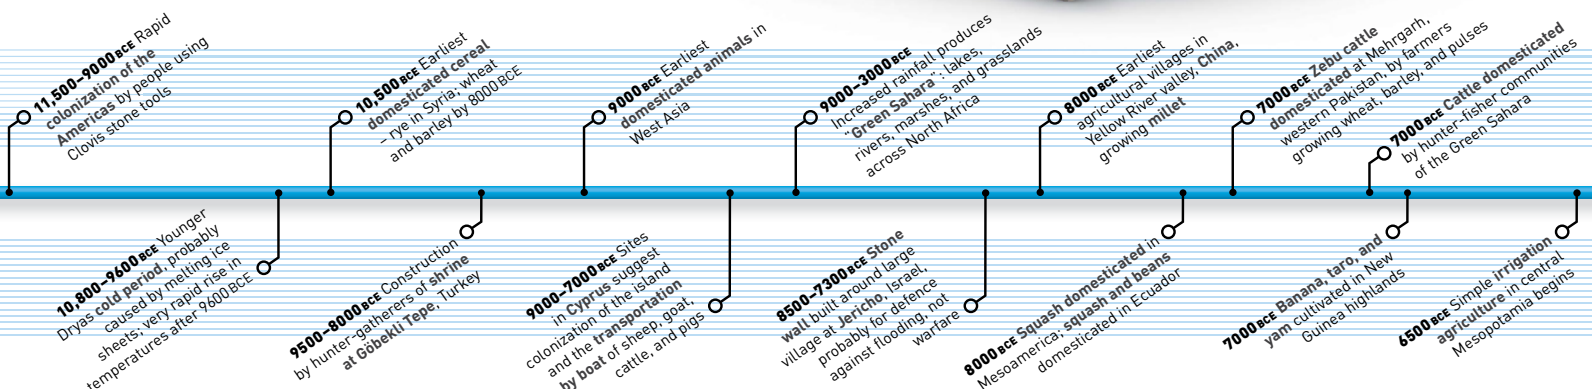 11,500–9000 BCE Rapid
colonization of the
Americas by people using
Clovis stone tools
10,800–9600 BCE Younger
Dryas cold period, probably
caused by melting ice
sheets; very rapid rise in
temperatures after 9600 BCE
10,500 BCE Earliest
domesticated cereal
– rye in Syria; wheat
and barley by 8000 BCE
9500–8000 BCE Construction
by hunter-gatherers of shrine
at Göbekli Tepe, Turkey
9000 BCE Earliest
domesticated animals in
West Asia
9000–7000 BCE Sites
in Cyprus suggest
colonization of the island
and the transportation
by boat of sheep, goat,
cattle, and pigs
9000–3000 BCE
Increased rainfall produces
“Green Sahara”: lakes,
rivers, marshes, and grasslands
across North Africa
8500–7300 BCE Stone
wall built around large
village at Jericho, Israel,
probably for defence
against flooding, not
warfare
8000 BCE Earliest
agricultural villages in
Yellow River valley, China,
growing millet
8000 BCE Squash domesticated in
Mesoamerica; squash and beans
domesticated in Ecuador
7000 BCE Zebu cattle
domesticated at Mehrgarh,
western Pakistan, by farmers
growing wheat, barley, and pulses
7000 BCE Cattle domesticated
by hunter-fisher communities
of the Green Sahara
7000 BCE Banana, taro, and
yam cultivated in New
Guinea highlands
6500 BCE Simple irrigation
agriculture in central
Mesopotamia begins